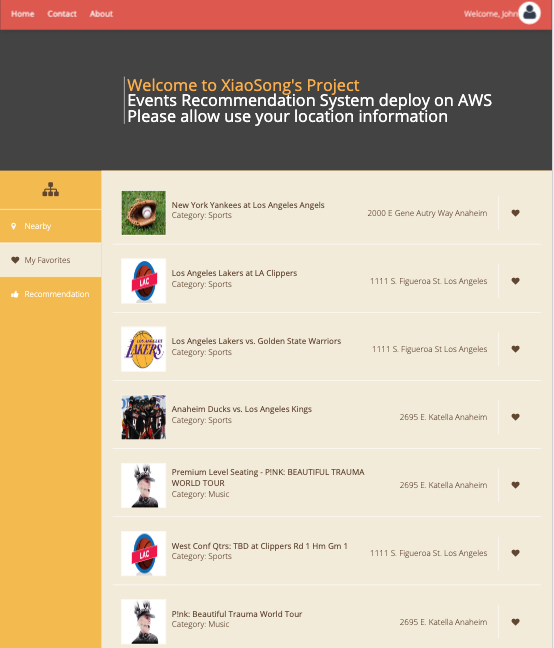 Home Contact About Welcome, John
Welcome to XiaoSong's Project
Events Recommendation System deploy on AWS
Please allow use your location information
Nearby
My Favorites
Recommendation
New York Yankees at Los Angeles Angels
Category: Sports
2000 E Gene Autry Way Anaheim
LAC
Los Angeles Lakers at LA Clippers
Category: Sports
1111 S. Figueroa St. Los Angeles
LOS ANGELES
LAKERS
Los Angeles Lakers vs. Golden State Warriors
Category: Sports
1111 S. Figueroa St Los Angeles
Anaheim Ducks vs. Los Angeles Kings
Category: Sports
2695 E. Katella Anaheim
Premium Level Seating - P!NK: BEAUTIFUL TRAUMA
WORLD TOUR
Category: Music
2695 E. Katella Anaheim
LAC
West Conf Qtrs: TBD at Clippers Rd 1 Hm Gm 1
Category: Sports
1111 S. Figueroa St. Los Angeles
P!nk: Beautiful Trauma World Tour
Category: Music
2695 E. Katella Anaheim